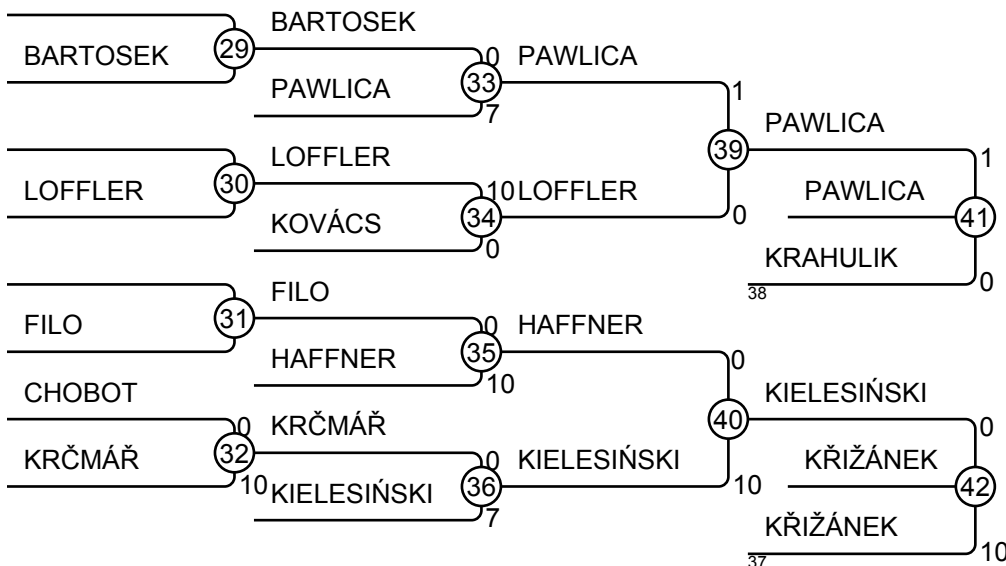 BARTOSEK
29
BARTOSEK
0
PAWLICA
33
PAWLICA
7
1
LOFFLER
30
LOFFLER
10
LOFFLER
39
PAWLICA
1
KOVÁCS
34
0
0
PAWLICA
41
KRAHULIK
38
0
FILO
31
FILO
0
HAFFNER
HAFFNER
35
10
0
CHOBOT
0
KRČMÁŘ
32
10
KRČMÁŘ
0
KIELESIŃSKI
36
KIELESIŃSKI
7
40
10
KIELESIŃSKI
0
KŘIŽÁNEK
42
KŘIŽÁNEK
37
10